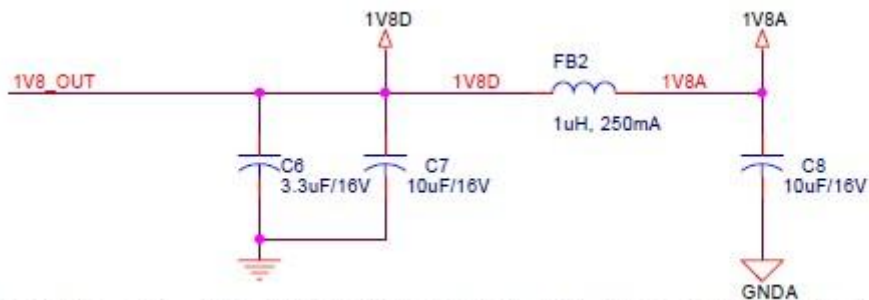 1V8D
1V8A
FB2
1V8_OUT
1V8D
1V8A
1uH, 250mA
C6
3.3uF/16V
C7
10uF/16V
C8
10uF/16V
GNDA